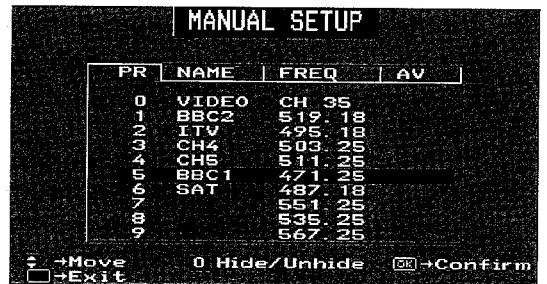 MANUAL SETUP
PR NAME FREQ AV
0 VIDEO CH 35
1 BBC2 519.18
2 ITV 495.18
3 CH4 503.25
4 CH5 511.25
5 BBC1 471.25
6 SAT 487.18
7 551.25
8 535.25
9 567.25
→Move 0 Hide/Unhide OK→Confirm
→Exit